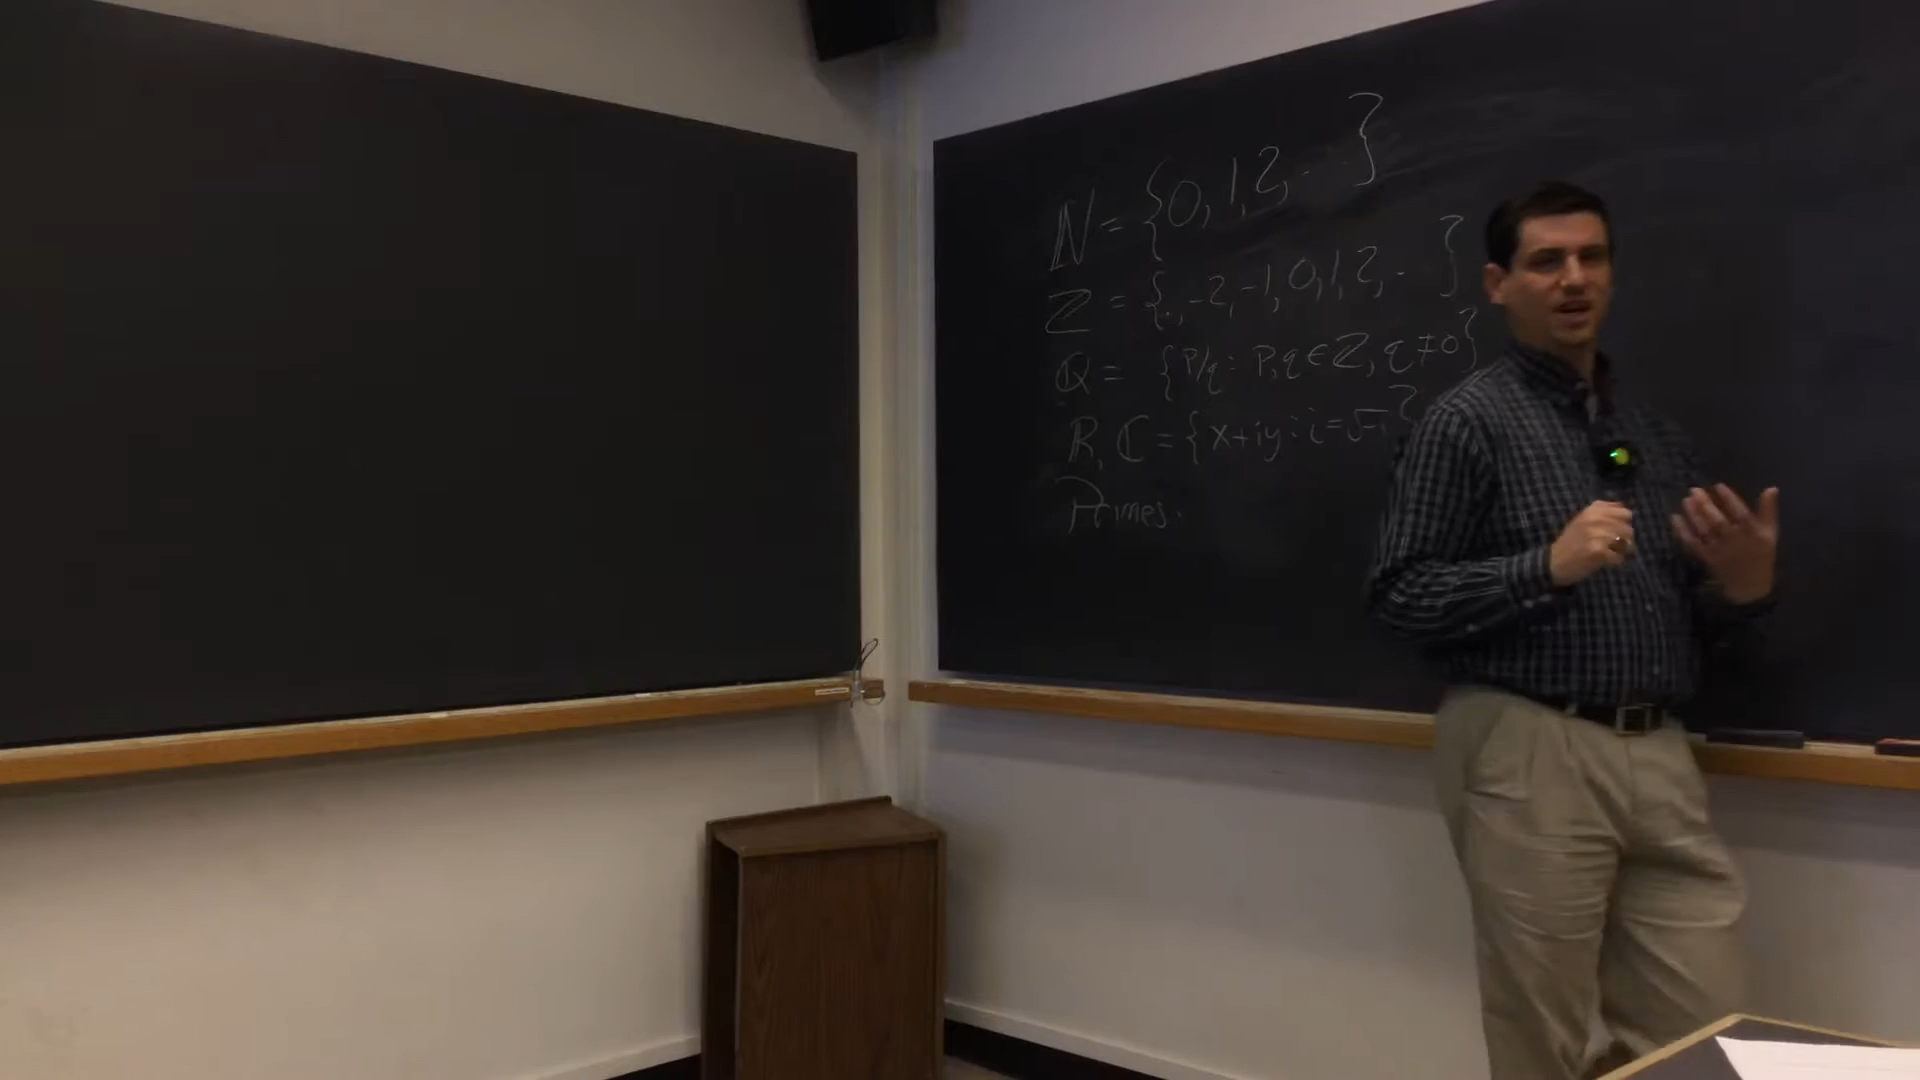 ℕ = {0, 1, 2, ...}
ℤ = {.., -2, -1, 0, 1, 2, ...}
ℚ = {p/q : p, q ∈ ℤ, q ≠ 0}
ℝ, ℂ = {x+iy : i = √-1}
Primes.